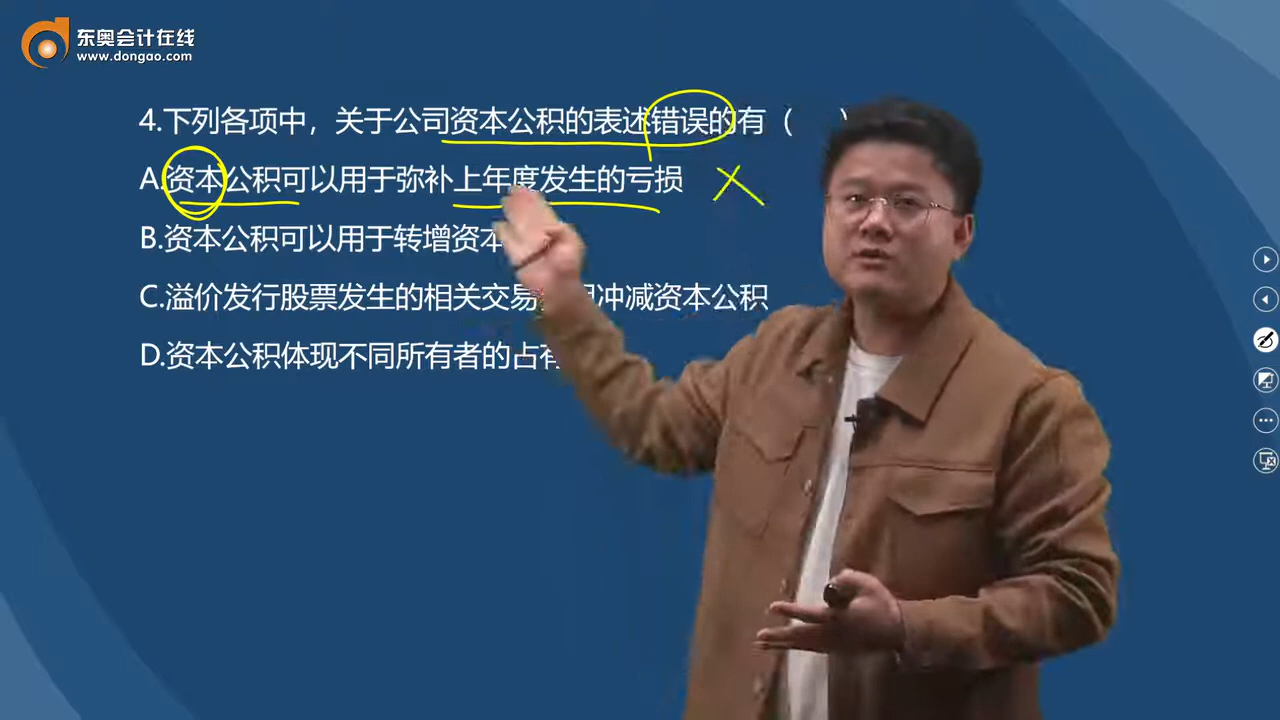 东奥会计在线
www.dongao.com
4.下列各项中，关于公司资本公积的表述错误的有（ ）
A.资本公积可以用于弥补上年度发生的亏损
B.资本公积可以用于转增资本
C.溢价发行股票发生的相关交易冲减资本公积
D.资本公积体现不同所有者的占有